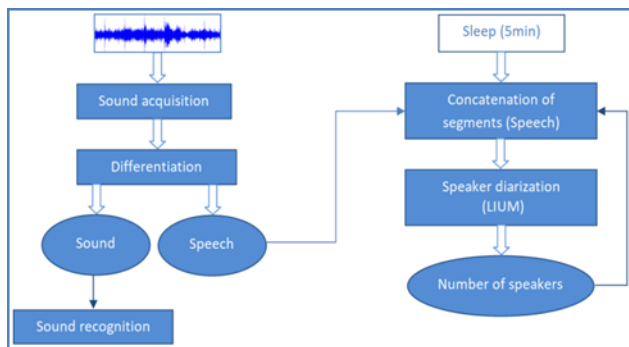 Sleep (5min)
Sound acquisition
Concatenation of
segments (Speech)
Differentiation
Speaker diarization
(LIUM)
Sound
Speech
Number of speakers
Sound recognition